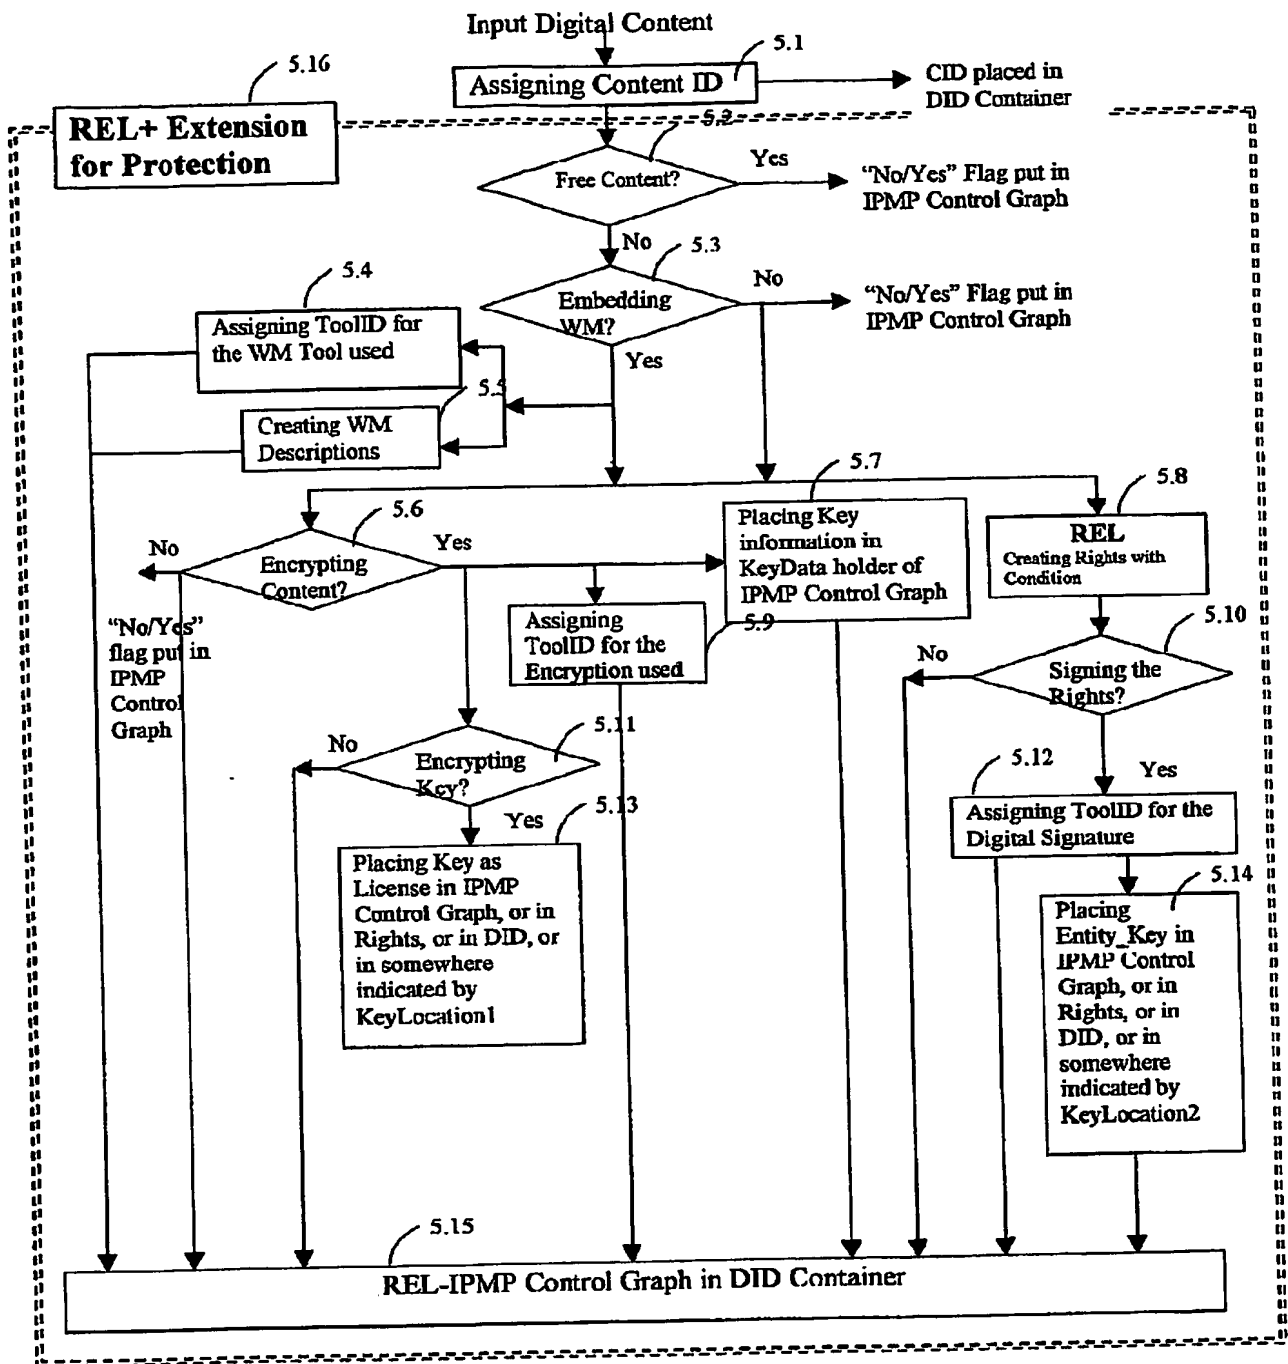 Input Digital Content
5.1
Assigning Content ID
CID placed in
DID Container
5.16
REL+ Extension
for Protection
5.2
Free Content?
Yes
"No/Yes" Flag put in
IPMP Control Graph
No
5.3
Embedding
WM?
No
"No/Yes" Flag put in
IPMP Control Graph
Yes
5.4
Assigning ToolID for
the WM Tool used
5.5
Creating WM
Descriptions
5.6
Encrypting
Content?
No
Yes
"No/Yes"
flag put in
IPMP
Control
Graph
5.7
Placing Key
information in
KeyData holder of
IPMP Control Graph
5.8
REL
Creating Rights with
Condition
5.9
Assigning
ToolID for the
Encryption used
5.10
Signing the
Rights?
No
Yes
5.11
Encrypting
Key?
No
Yes
5.12
Assigning ToolID for the
Digital Signature
5.13
Placing Key as
License in IPMP
Control Graph, or in
Rights, or in DID, or
in somewhere
indicated by
KeyLocation1
5.14
Placing
Entity_Key in
IPMP Control
Graph, or in
Rights, or in
DID, or in
somewhere
indicated by
KeyLocation2
5.15
REL-IPMP Control Graph in DID Container